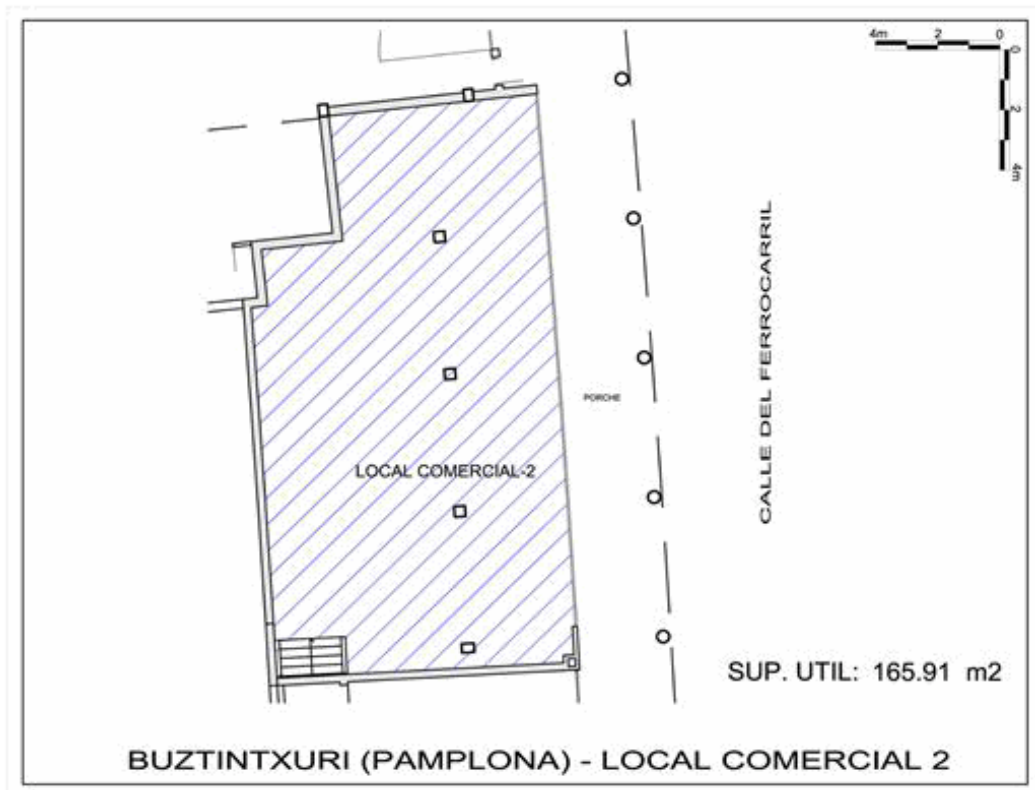 4m 2 0
0
2
4m
CALLE DEL FERROCARRIL
PORCHE
LOCAL COMERCIAL-2
SUP. UTIL: 165.91 m2
BUZTINTXURI (PAMPLONA) - LOCAL COMERCIAL 2